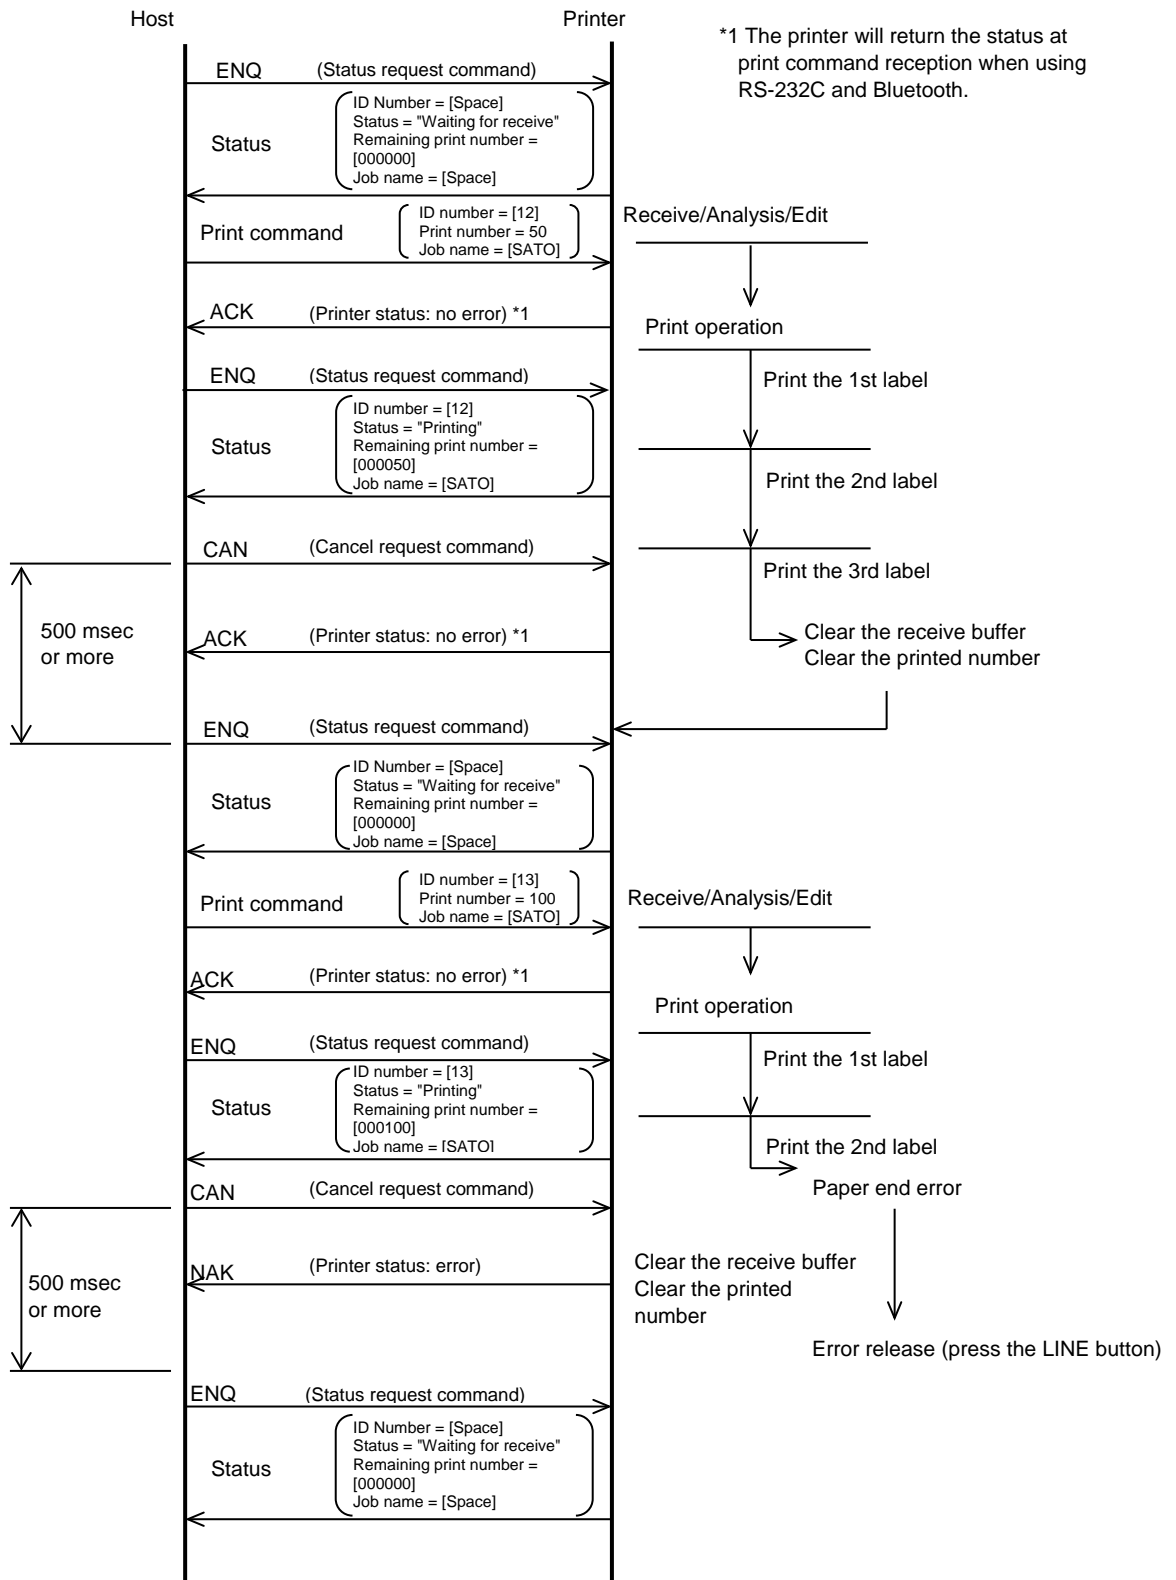 Host
Printer
*1 The printer will return the status at
print command reception when using
RS-232C and Bluetooth.
ENQ (Status request command)
Status
ID Number = [Space]
Status = "Waiting for receive"
Remaining print number =
[000000]
Job name = [Space]
Print command
ID number = [12]
Print number = 50
Job name = [SATO]
Receive/Analysis/Edit
ACK (Printer status: no error) *1
Print operation
ENQ (Status request command)
Print the 1st label
Status
ID number = [12]
Status = "Printing"
Remaining print number =
[000050]
Job name = [SATO]
Print the 2nd label
CAN (Cancel request command)
Print the 3rd label
500 msec
or more
ACK (Printer status: no error) *1
Clear the receive buffer
Clear the printed number
ENQ (Status request command)
Status
ID Number = [Space]
Status = "Waiting for receive"
Remaining print number =
[000000]
Job name = [Space]
Print command
ID number = [13]
Print number = 100
Job name = [SATO]
Receive/Analysis/Edit
ACK (Printer status: no error) *1
Print operation
ENQ (Status request command)
Print the 1st label
Status
ID number = [13]
Status = "Printing"
Remaining print number =
[000100]
Job name = [SATO]
Print the 2nd label
Paper end error
CAN (Cancel request command)
500 msec
or more
NAK (Printer status: error)
Clear the receive buffer
Clear the printed
number
Error release (press the LINE button)
ENQ (Status request command)
Status
ID Number = [Space]
Status = "Waiting for receive"
Remaining print number =
[000000]
Job name = [Space]